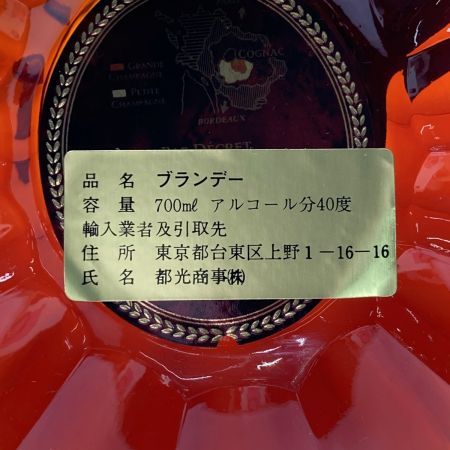 COGNAC
GRANDE
CHAMPAGNE
PETITE
CHAMPAGNE
BORDEAUX
DÉCRET
品 名 ブランデー
容 量 700mℓ アルコール分40度
輸入業者及引取先
住 所 東京都台東区上野1-16-16
氏 名 都光商事㈱